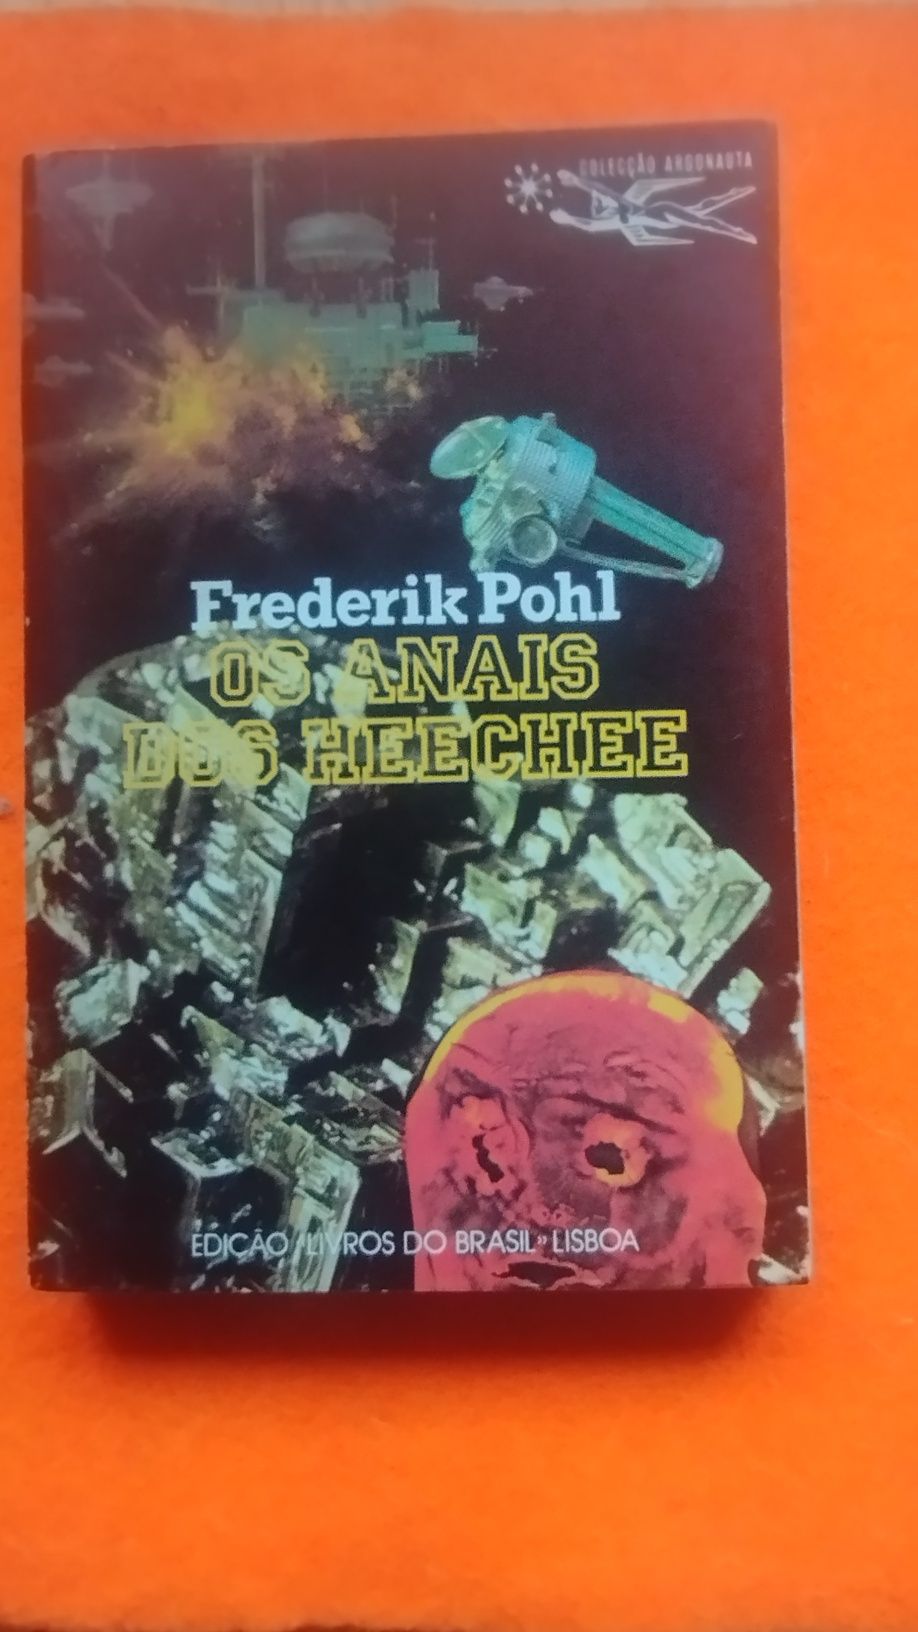 COLECÇÃO ARGONAUTA
Frederik Pohl
OS ANAIS
DOS HEECHEE
EDIÇÃO «LIVROS DO BRASIL» LISBOA